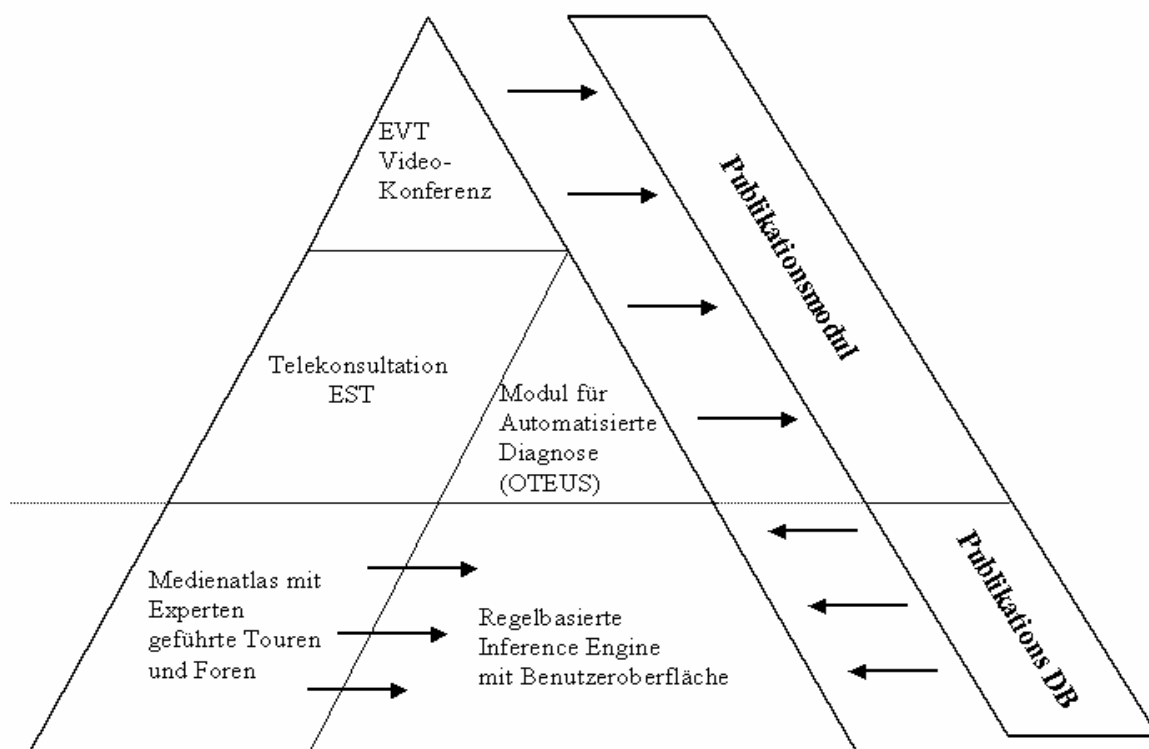 EVT
Video-
Konferenz
Publikationsmodul
Telekonsultation
EST
Modul für
Automatisierte
Diagnose
(OTEUS)
Medienatlas mit
Experten
geführte Touren
und Foren
Regelbasierte
Inference Engine
mit Benutzeroberfläche
Publikations DB